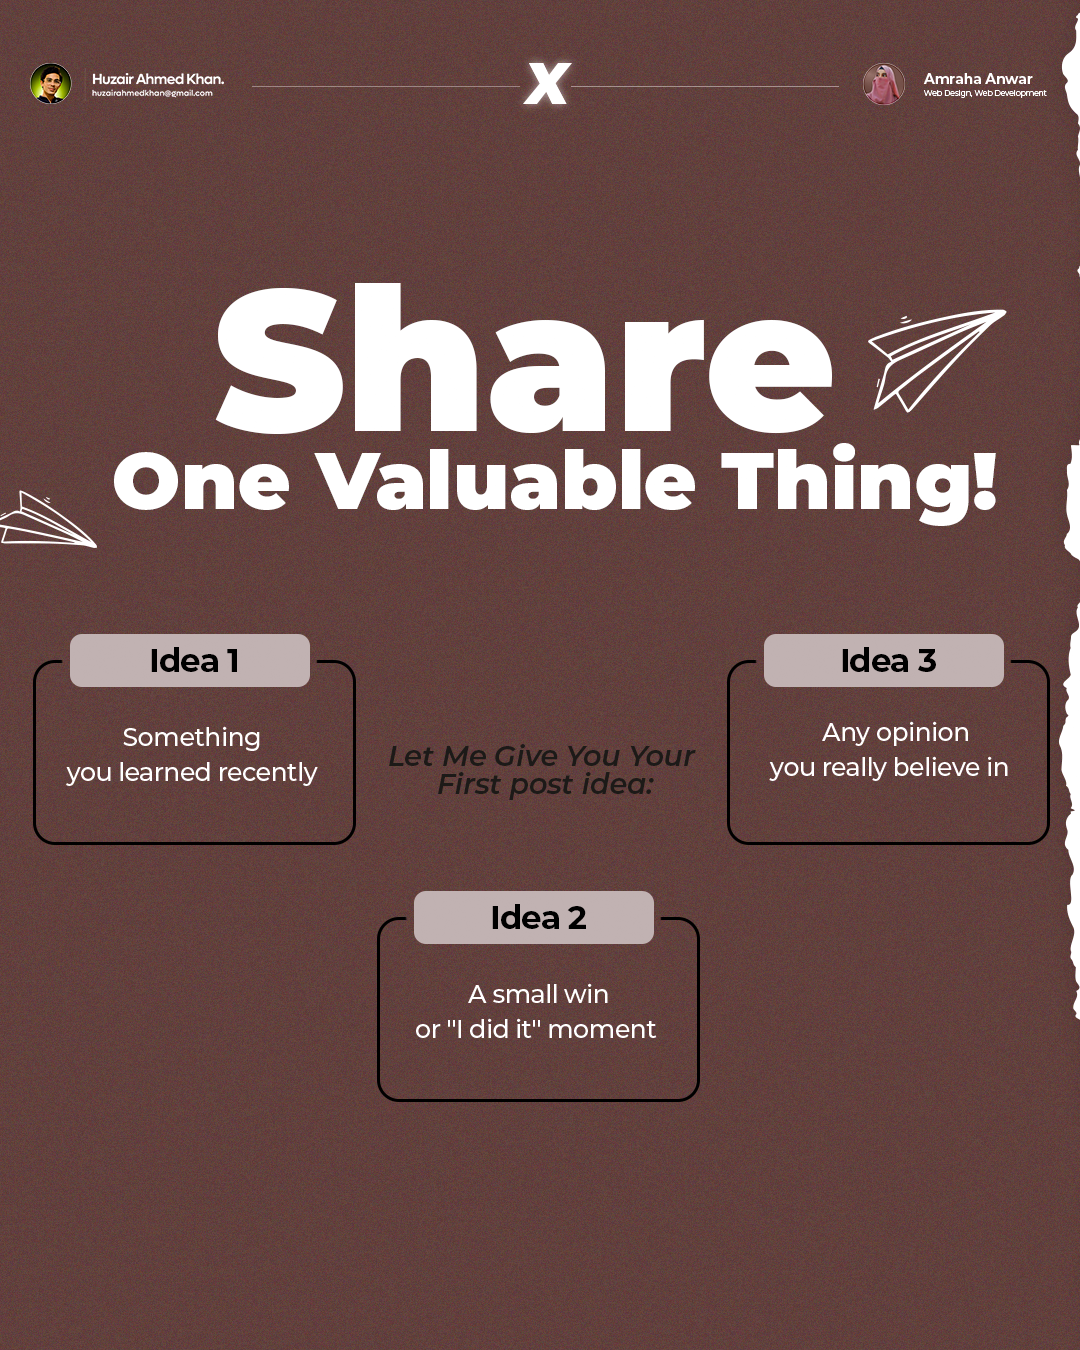 Huzair Ahmed Khan.
huzairahmedkhan@gmail.com
X
Amraha Anwar
Web Design, Web Development
Share
One Valuable Thing!
Let Me Give You Your
First post idea:
Idea 1
Something
you learned recently
Idea 2
A small win
or "I did it" moment
Idea 3
Any opinion
you really believe in